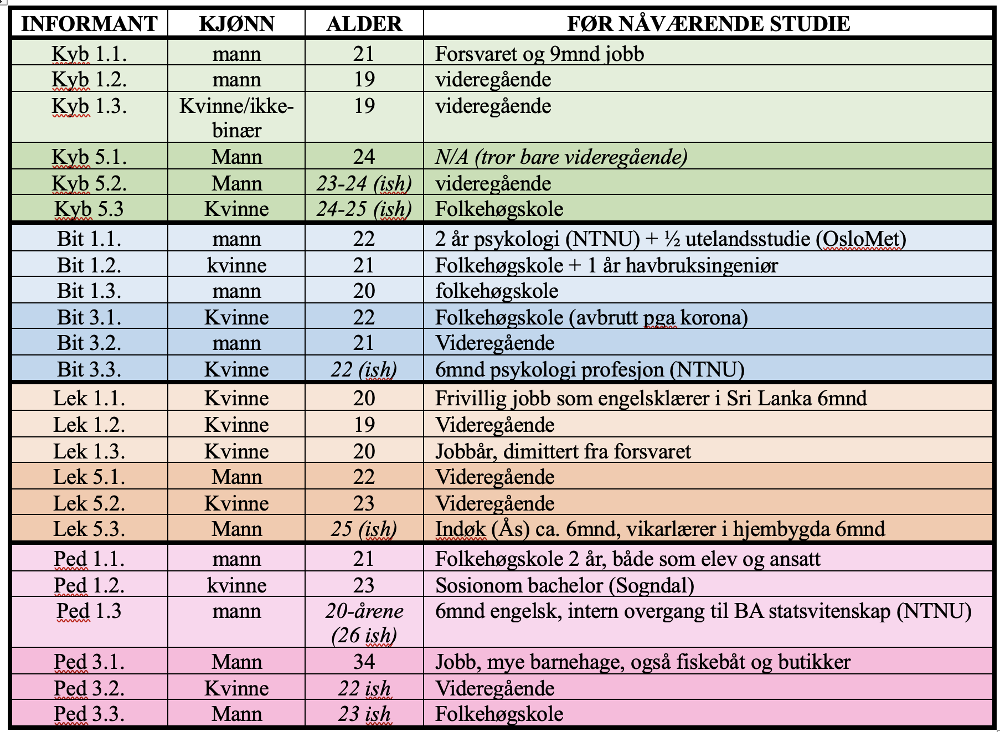 INFORMANT KJØNN ALDER FØR NÅVÆRENDE STUDIE
Kyb 1.1. mann 21 Forsvaret og 9mnd jobb
Kyb 1.2. mann 19 videregående
Kyb 1.3. Kvinne/ikke- 19 videregående
binær
Kyb 5.1. Mann 24 N/A (tror bare videregående)
Kyb 5.2. Mann 23-24 (ish) videregående
Kyb 5.3 Kvinne 24-25 (ish) Folkehøgskole
Bit 1.1. mann 22 2 år psykologi (NTNU) + ½ utelandsstudie (OsloMet)
Bit 1.2. kvinne 21 Folkehøgskole + 1 år havbruksingeniør
Bit 1.3. mann 20 folkehøgskole
Bit 3.1. Kvinne 22 Folkehøgskole (avbrutt pga korona)
Bit 3.2. mann 21 Videregående
Bit 3.3. Kvinne 22 (ish) 6mnd psykologi profesjon (NTNU)
Lek 1.1. Kvinne 20 Frivillig jobb som engelsklærer i Sri Lanka 6mnd
Lek 1.2. Kvinne 19 Videregående
Lek 1.3. Kvinne 20 Jobbår, dimittert fra forsvaret
Lek 5.1. Mann 22 Videregående
Lek 5.2. Kvinne 23 Videregående
Lek 5.3. Mann 25 (ish) Indøk (Ås) ca. 6mnd, vikarlærer i hjembygda 6mnd
Ped 1.1. mann 21 Folkehøgskole 2 år, både som elev og ansatt
Ped 1.2. kvinne 23 Sosionom bachelor (Sogndal)
Ped 1.3 mann 20-årene 6mnd engelsk, intern overgang til BA statsvitenskap (NTNU)
(26 ish)
Ped 3.1. Mann 34 Jobb, mye barnehage, også fiskebåt og butikker
Ped 3.2. Kvinne 22 ish Videregående
Ped 3.3. Mann 23 ish Folkehøgskole